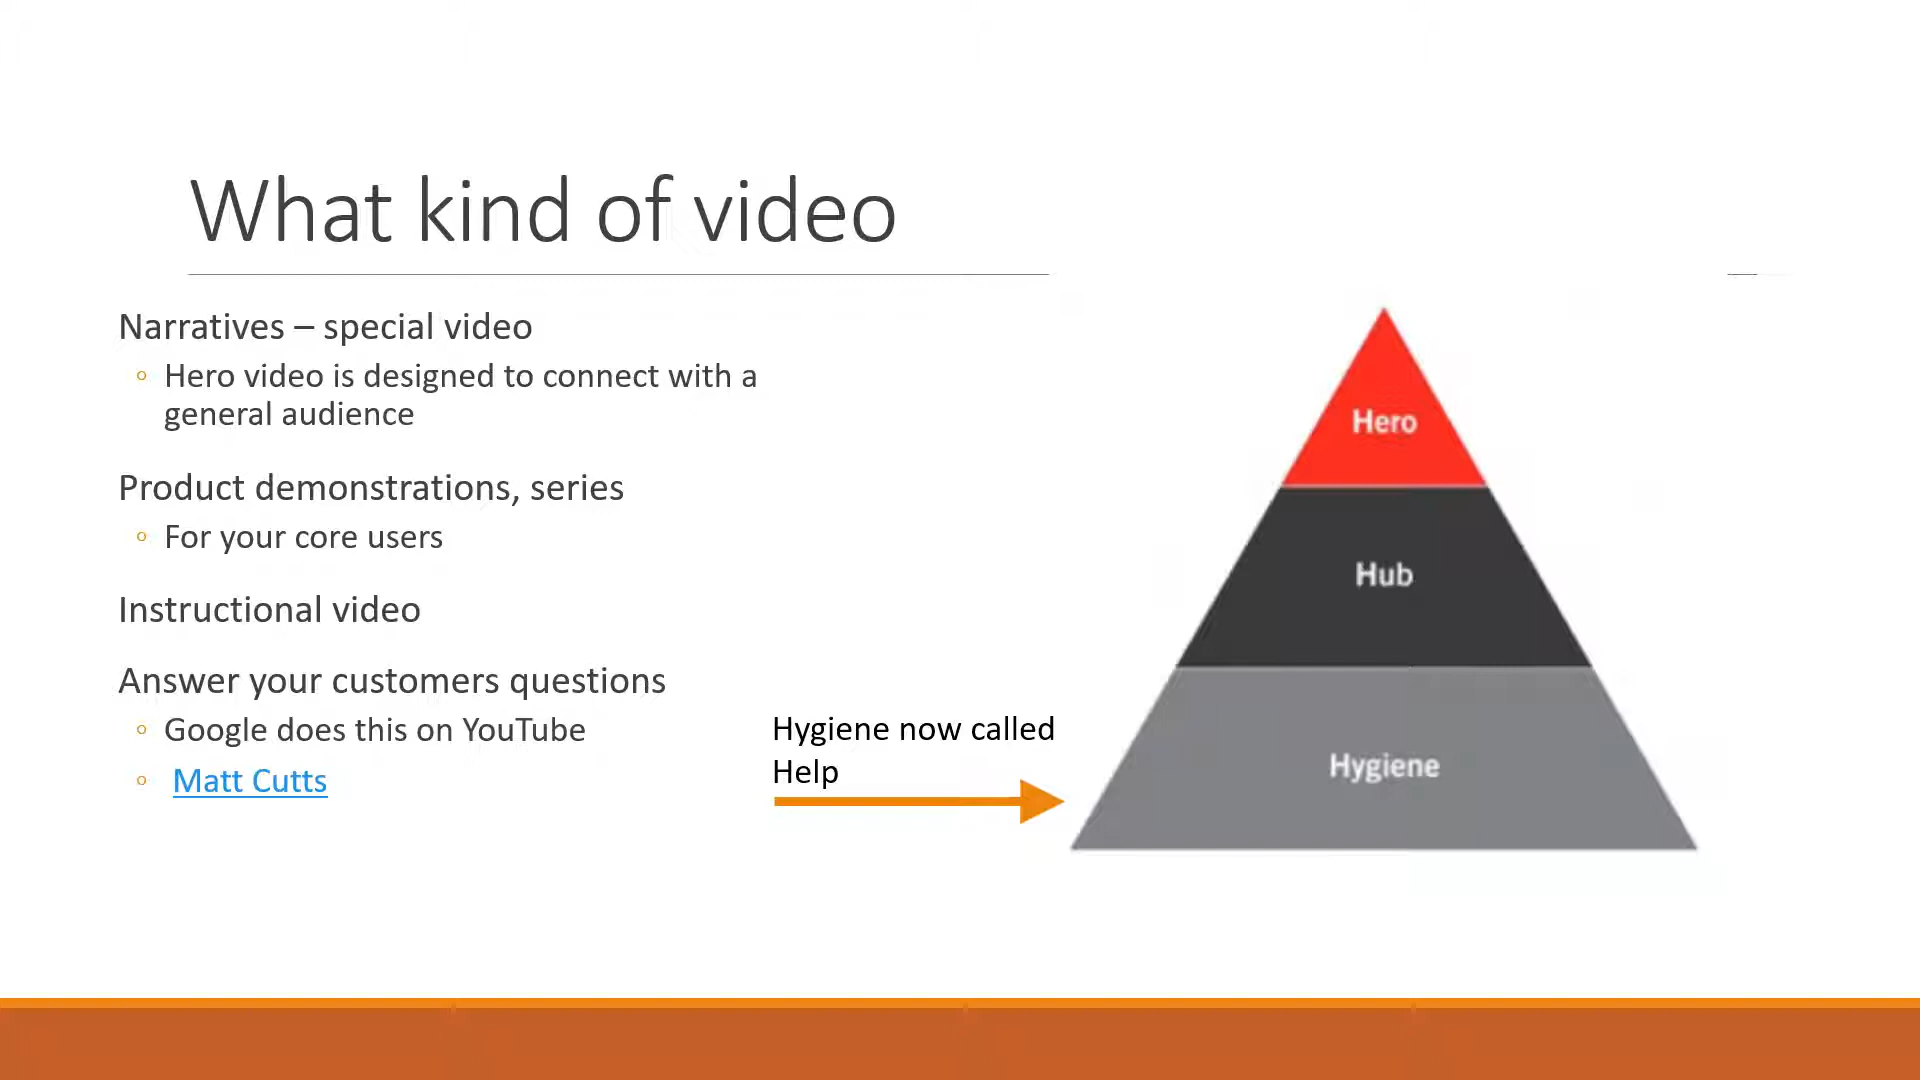 What kind of video
Narratives – special video
◦ Hero video is designed to connect with a
general audience
Product demonstrations, series
◦ For your core users
Instructional video
Answer your customers questions
◦ Google does this on YouTube
◦ Matt Cutts
Hygiene now called
Help
Hero
Hub
Hygiene